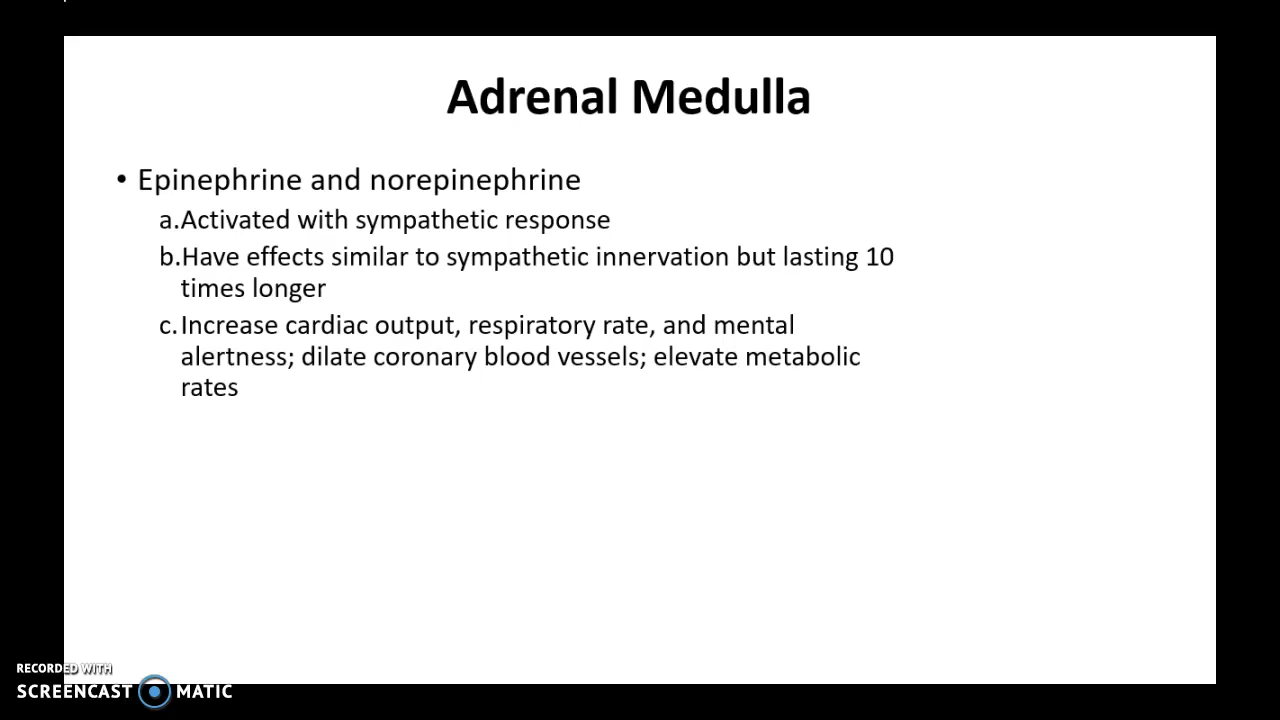 Adrenal Medulla
• Epinephrine and norepinephrine
a.Activated with sympathetic response
b.Have effects similar to sympathetic innervation but lasting 10
times longer
c.Increase cardiac output, respiratory rate, and mental
alertness; dilate coronary blood vessels; elevate metabolic
rates
RECORDED WITH
SCREENCAST MATIC